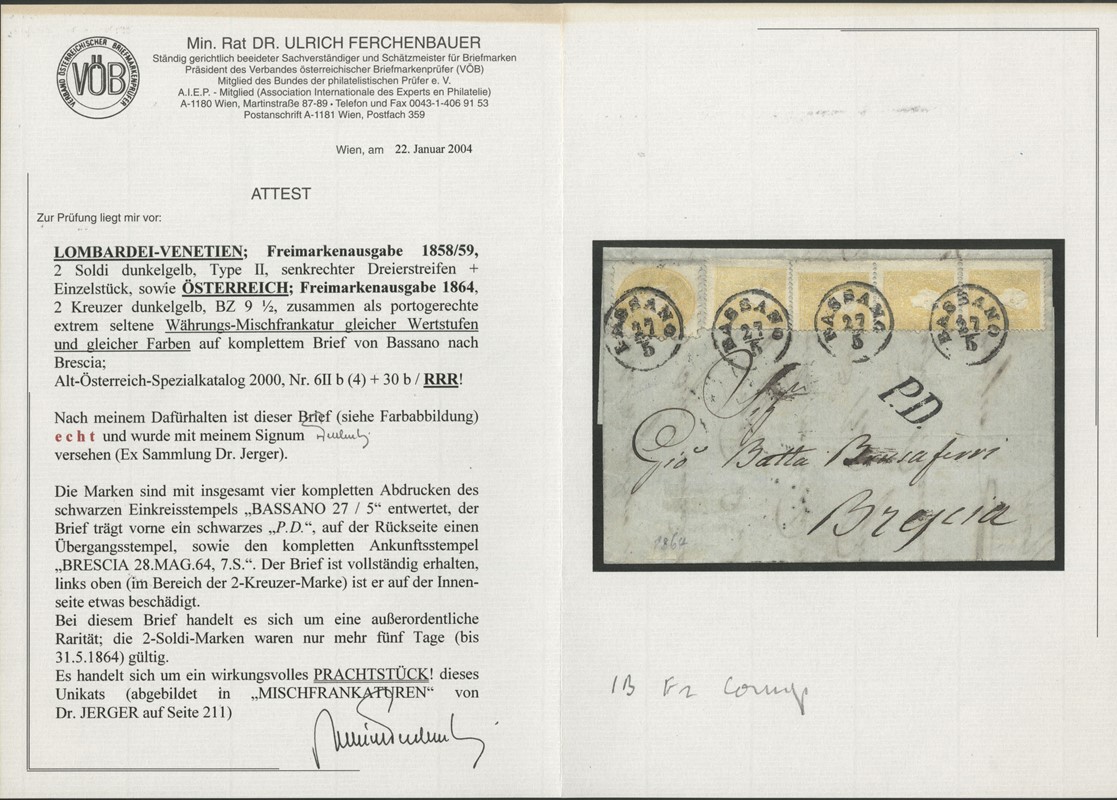 VERBAND ÖSTERREICHISCHER BRIEFMARKENPRÜFER
VÖB
Min. Rat DR. ULRICH FERCHENBAUER
Ständig gerichtlich beeideter Sachverständiger und Schätzmeister für Briefmarken
Präsident des Verbandes österreichischer Briefmarkenprüfer (VÖB)
Mitglied des Bundes der philatelistischen Prüfer e. V.
A.I.E.P. - Mitglied (Association Internationale des Experts en Philatelie)
A-1180 Wien, Martinstraße 87-89 • Telefon und Fax 0043-1-406 91 53
Postanschrift A-1181 Wien, Postfach 359
Wien, am 22. Januar 2004
ATTEST
Zur Prüfung liegt mir vor:
LOMBARDEI-VENETIEN; Freimarkenausgabe 1858/59,
2 Soldi dunkelgelb, Type II, senkrechter Dreierstreifen +
Einzelstück, sowie ÖSTERREICH; Freimarkenausgabe 1864,
2 Kreuzer dunkelgelb, BZ 9 ½, zusammen als portogerechte
extrem seltene Währungs-Mischfrankatur gleicher Wertstufen
und gleicher Farben auf komplettem Brief von Bassano nach
Brescia;
Alt-Österreich-Spezialkatalog 2000, Nr. 6II b (4) + 30 b / RRR!
Nach meinem Dafürhalten ist dieser Brief (siehe Farbabbildung)
echt und wurde mit meinem Signum
versehen (Ex Sammlung Dr. Jerger).
Die Marken sind mit insgesamt vier kompletten Abdrucken des
schwarzen Einkreisstempels „BASSANO 27 / 5“ entwertet, der
Brief trägt vorne ein schwarzes „P.D.“, auf der Rückseite einen
Übergangsstempel, sowie den kompletten Ankunftsstempel
„BRESCIA 28.MAG.64, 7.S.“. Der Brief ist vollständig erhalten,
links oben (im Bereich der 2-Kreuzer-Marke) ist er auf der Innen-
seite etwas beschädigt.
Bei diesem Brief handelt es sich um eine außerordentliche
Rarität; die 2-Soldi-Marken waren nur mehr fünf Tage (bis
31.5.1864) gültig.
Es handelt sich um ein wirkungsvolles PRACHTSTÜCK! dieses
Unikats (abgebildet in „MISCHFRANKATUREN“ von
Dr. JERGER auf Seite 211)
BASSANO 27/5
BASSANO 27/5
BASSANO 27/5
BASSANO 27/5
P.D.
Gio Batta
Brescia
1864